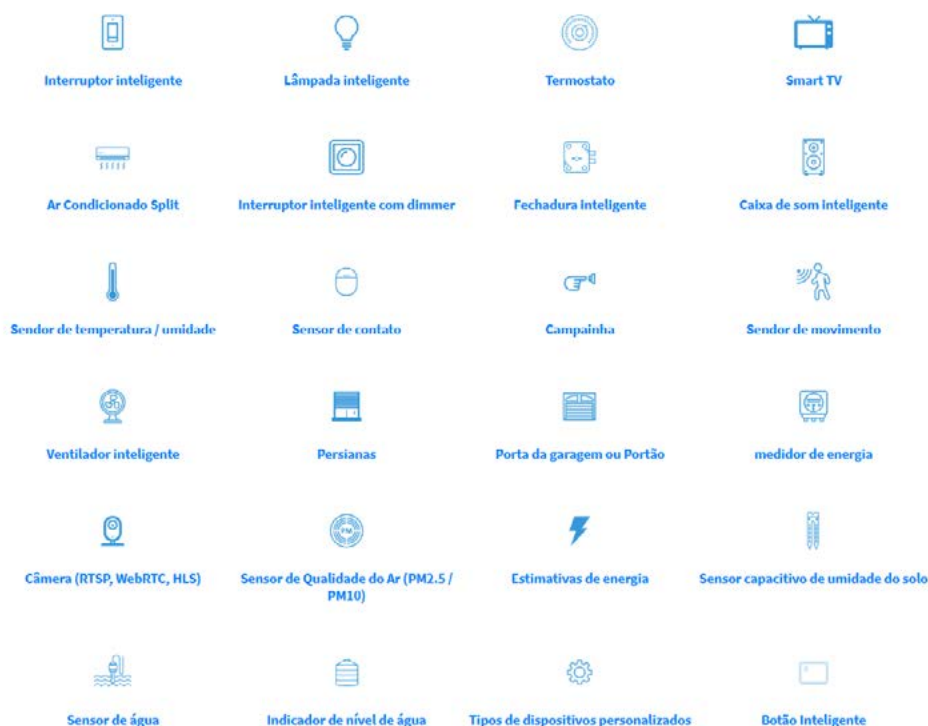 Interruptor inteligente
Lâmpada inteligente
Termostato
Smart TV
Ar Condicionado Split
Interruptor inteligente com dimmer
Fechadura inteligente
Caixa de som inteligente
Sendor de temperatura / umidade
Sensor de contato
Campainha
Sendor de movimento
Ventilador inteligente
Persianas
Porta da garagem ou Portão
medidor de energia
Câmera (RTSP, WebRTC, HLS)
Sensor de Qualidade do Ar (PM2.5 /
PM10)
PM
Estimativas de energia
Sensor capacitivo de umidade do solo
Sensor de água
Indicador de nível de água
Tipos de dispositivos personalizados
Botão Inteligente